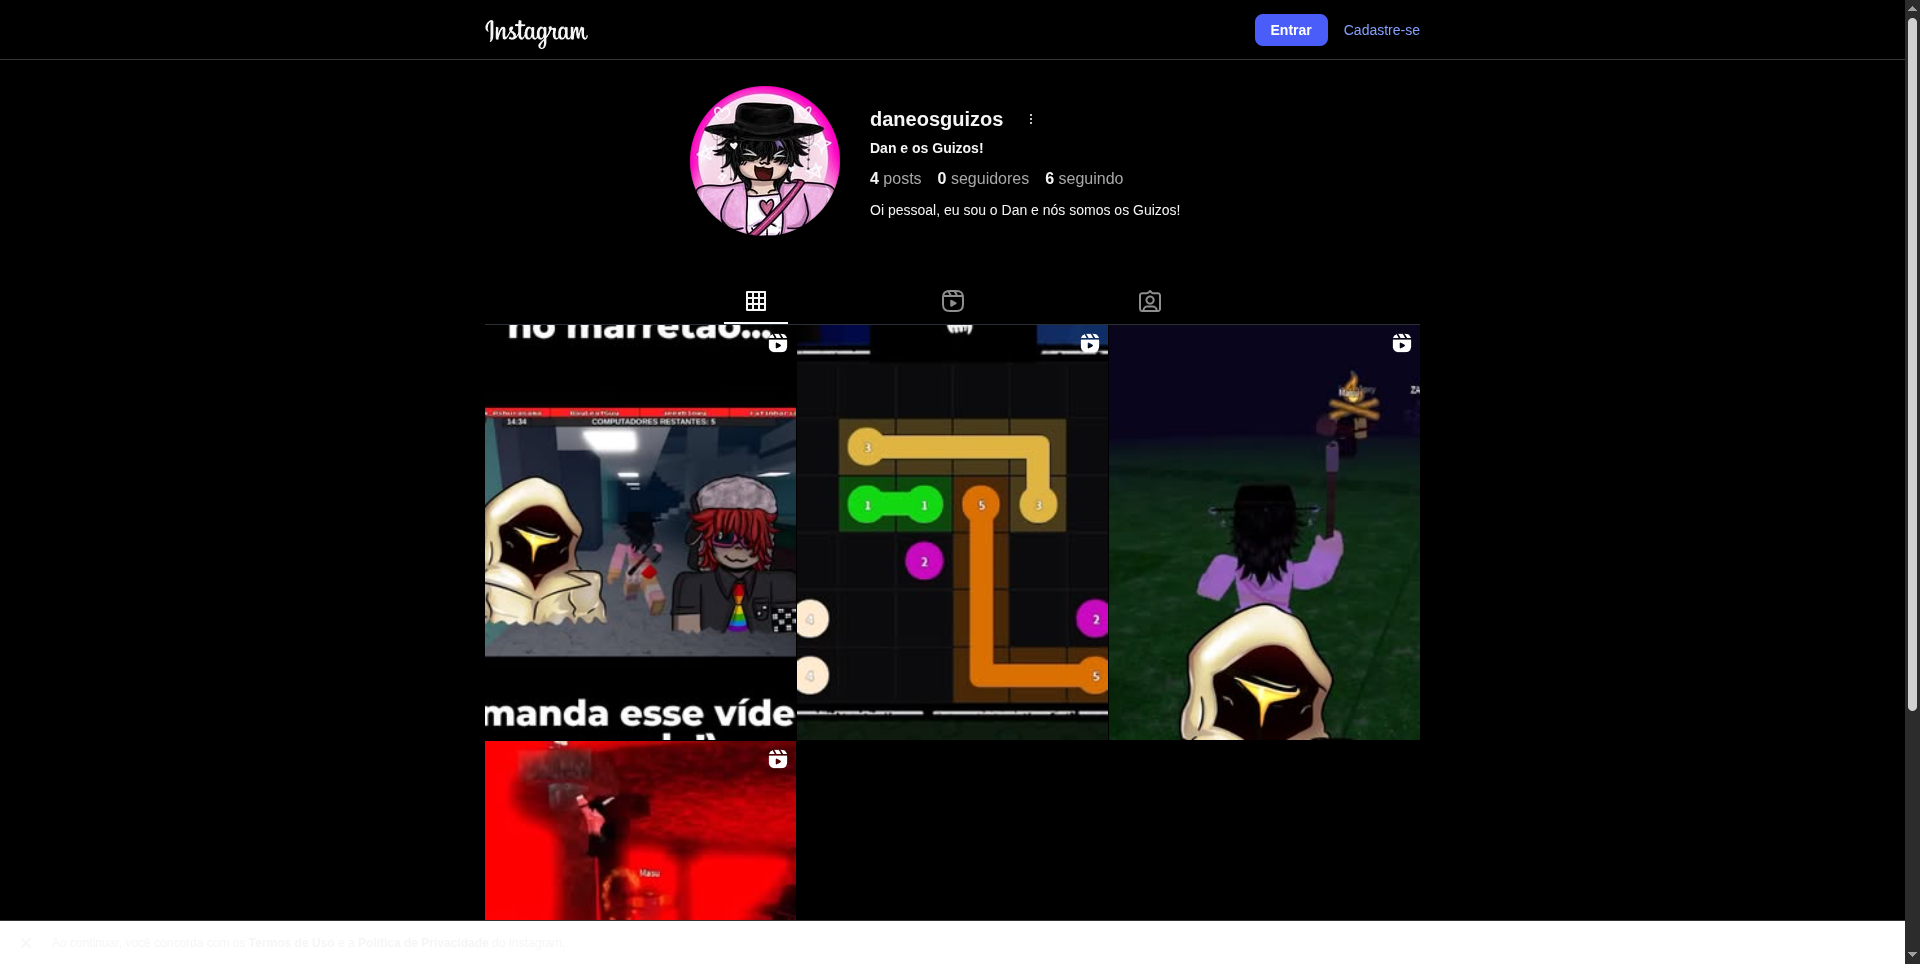 Instagram
Entrar
Cadastre-se
daneosguizos
Dan e os Guizos!
4 posts 0 seguidores 6 seguindo
Oi pessoal, eu sou o Dan e nós somos os Guizos!
no marretão...
14:34 COMPUTADORES RESTANTES: 5
manda esse víde
3
1 1 5 3
2
4 2
4 5
Masu
Ao continuar, você concorda com os Termos de Uso e a Política de Privacidade do Instagram.